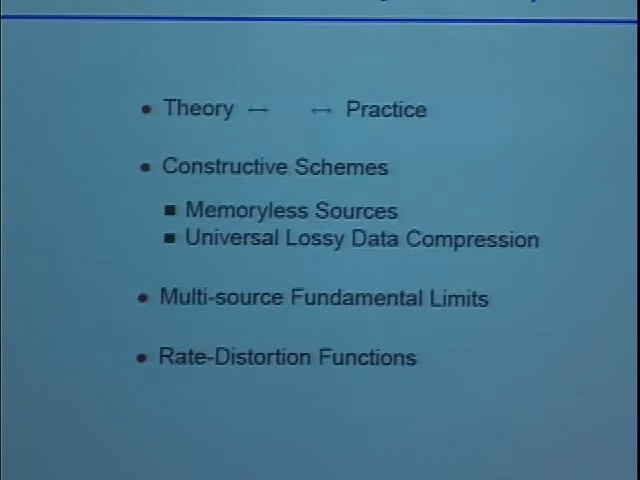 • Theory ↔ ↔ Practice
• Constructive Schemes
■ Memoryless Sources
■ Universal Lossy Data Compression
• Multi-source Fundamental Limits
• Rate-Distortion Functions